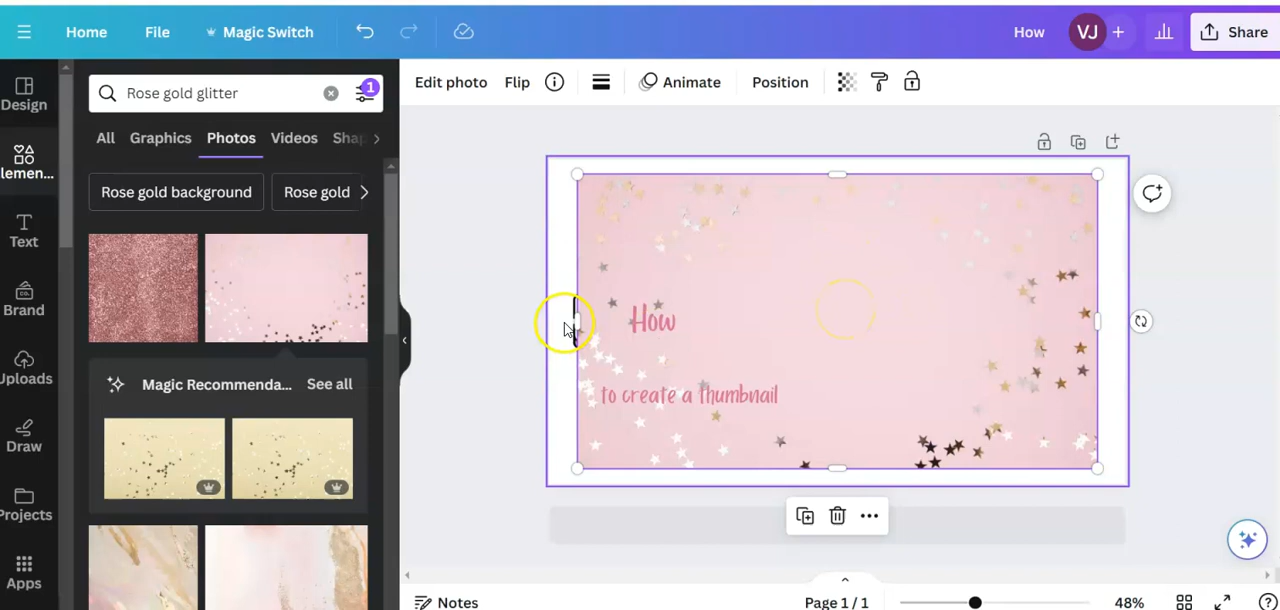 Home File Magic Switch How VJ + Share
Design
Rose gold glitter 1
Edit photo Flip Animate Position
All Graphics Photos Videos Shap
Elemen...
Rose gold background Rose gold
Text
Brand
How
Uploads
Magic Recommenda... See all
to create a thumbnail
Draw
Projects
Apps
Notes Page 1 / 1 48%